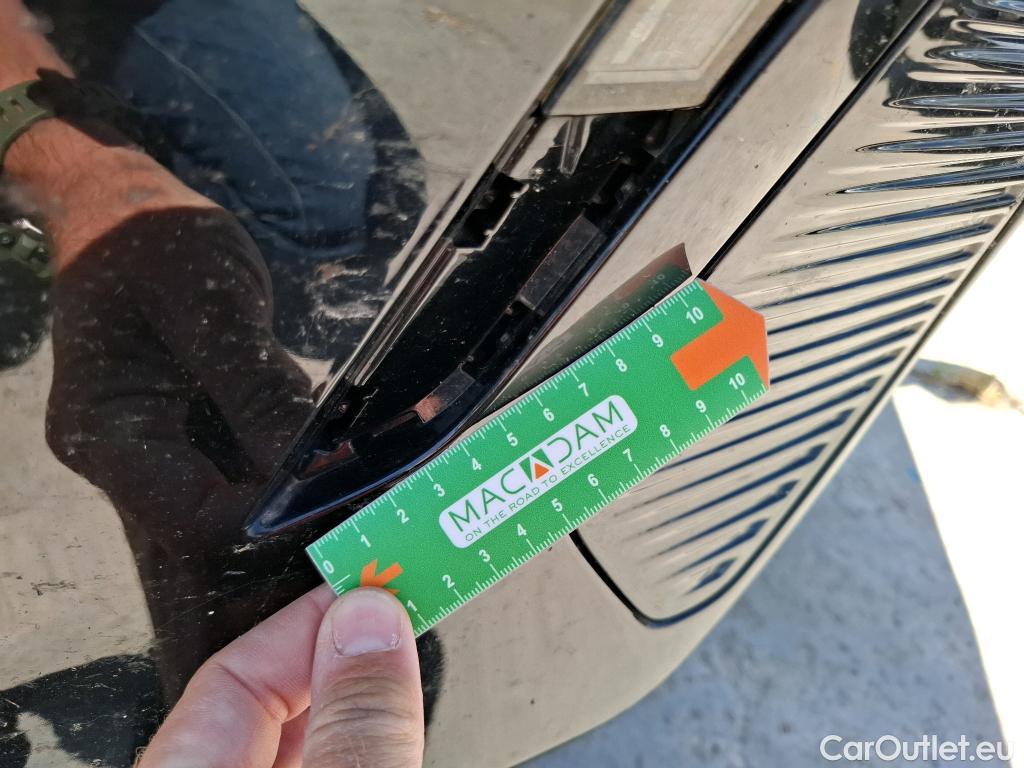 0 1 2 3 4 5 6 7 8 9 10
MACADAM
ON THE ROAD TO EXCELLENCE
1 2 3 4 5 6 7 8 9 10
CarOutlet.eu